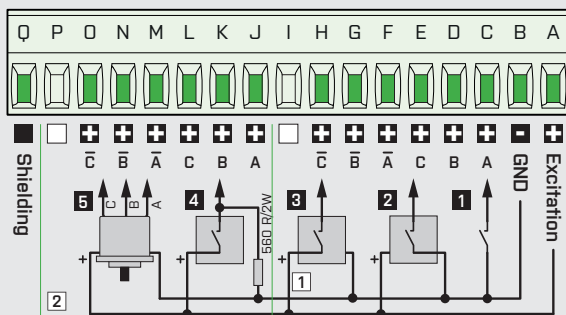 Q P O N M L K J I H G F E D C B A
C̅ B̅ A̅ C B A C̅ B̅ A̅ C B A
Shielding
GND
Excitation
5 C B A 4 560 R/2W 3 2 1
+ + + +
1
2